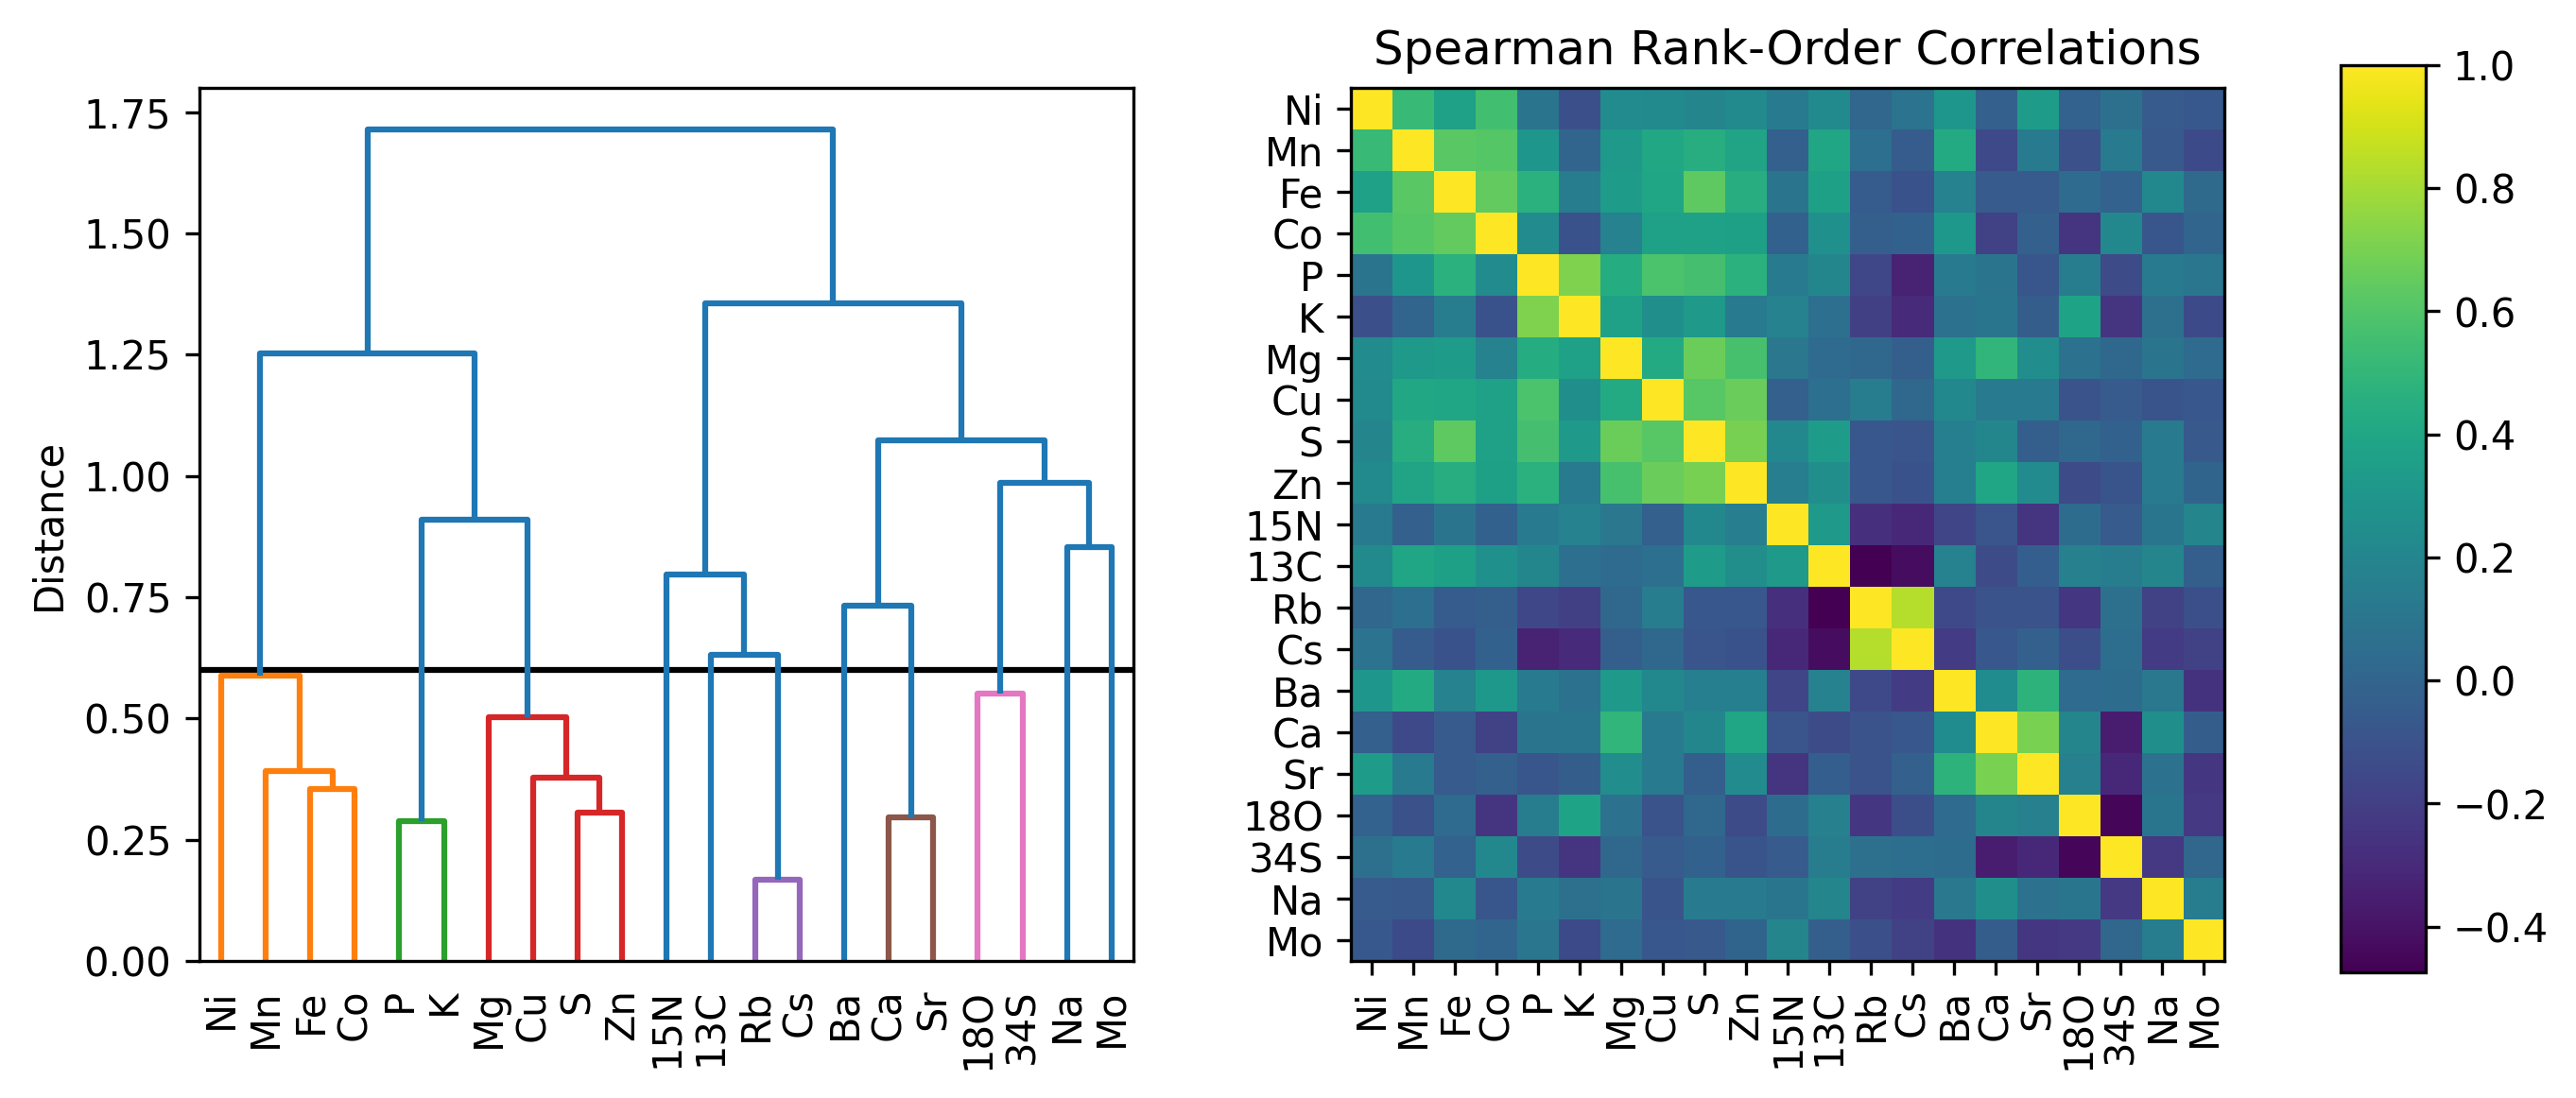 Spearman Rank-Order Correlations
Distance
1.75
1.50
1.25
1.00
0.75
0.50
0.25
0.00
Ni Mn Fe Co P K Mg Cu S Zn 15N 13C Rb Cs Ba Ca Sr 18O 34S Na Mo
Ni
Mn
Fe
Co
P
K
Mg
Cu
S
Zn
15N
13C
Rb
Cs
Ba
Ca
Sr
18O
34S
Na
Mo
Ni Mn Fe Co P K Mg Cu S Zn 15N 13C Rb Cs Ba Ca Sr 18O 34S Na Mo
1.0
0.8
0.6
0.4
0.2
0.0
−0.2
−0.4